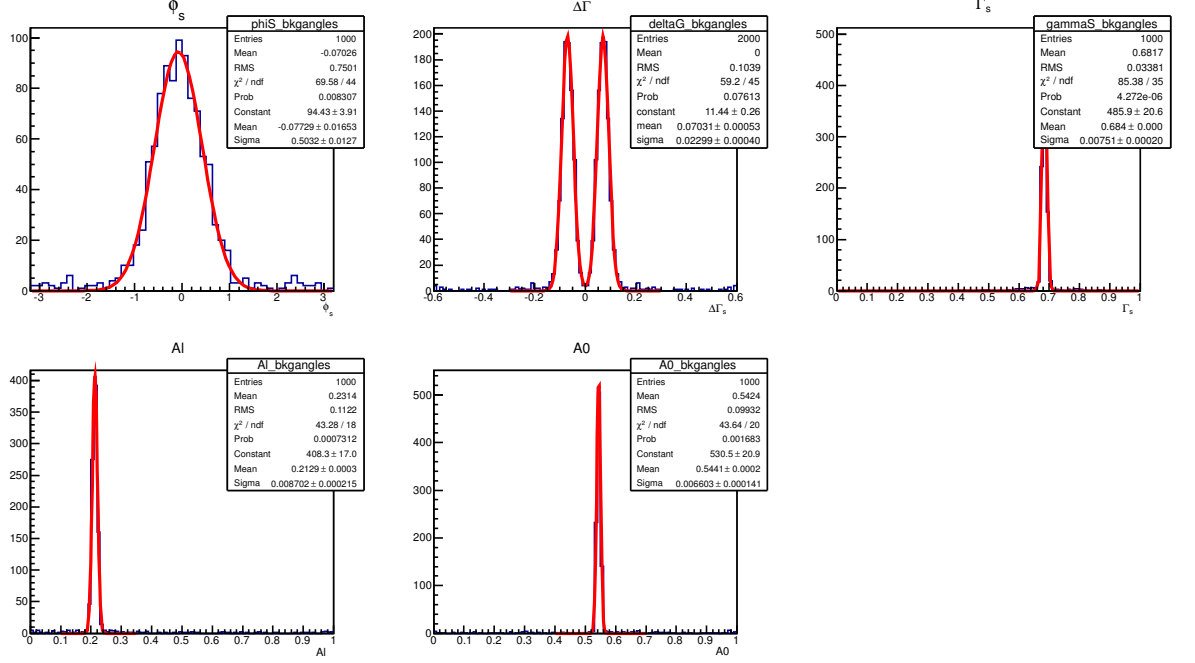 ϕs
phiS_bkgangles
Entries 1000
Mean -0.07026
RMS 0.7501
χ² / ndf 69.58 / 44
Prob 0.008307
Constant 94.43 ± 3.91
Mean -0.07729 ± 0.01653
Sigma 0.5032 ± 0.0127
100
80
60
40
20
0
-3 -2 -1 0 1 2 3
ϕs
ΔΓ
deltaG_bkgangles
Entries 2000
Mean 0
RMS 0.1039
χ² / ndf 59.2 / 45
Prob 0.07613
constant 11.44 ± 0.26
mean 0.07031 ± 0.00053
sigma 0.02299 ± 0.00040
200
180
160
140
120
100
80
60
40
20
0
-0.6 -0.4 -0.2 0 0.2 0.4 0.6
ΔΓs
Γs
gammaS_bkgangles
Entries 1000
Mean 0.6817
RMS 0.03381
χ² / ndf 85.38 / 35
Prob 4.272e-06
Constant 485.9 ± 20.6
Mean 0.684 ± 0.000
Sigma 0.00751 ± 0.00020
500
400
300
200
100
0
0 0.1 0.2 0.3 0.4 0.5 0.6 0.7 0.8 0.9 1
Γs
Al
Al_bkgangles
Entries 1000
Mean 0.2314
RMS 0.1122
χ² / ndf 43.28 / 18
Prob 0.0007312
Constant 408.3 ± 17.0
Mean 0.2129 ± 0.0003
Sigma 0.008702 ± 0.000215
400
350
300
250
200
150
100
50
0
0 0.1 0.2 0.3 0.4 0.5 0.6 0.7 0.8 0.9 1
Al
A0
A0_bkgangles
Entries 1000
Mean 0.5424
RMS 0.09932
χ² / ndf 43.64 / 20
Prob 0.001683
Constant 530.5 ± 20.9
Mean 0.5441 ± 0.0002
Sigma 0.006603 ± 0.000141
500
400
300
200
100
0
0 0.1 0.2 0.3 0.4 0.5 0.6 0.7 0.8 0.9 1
A0